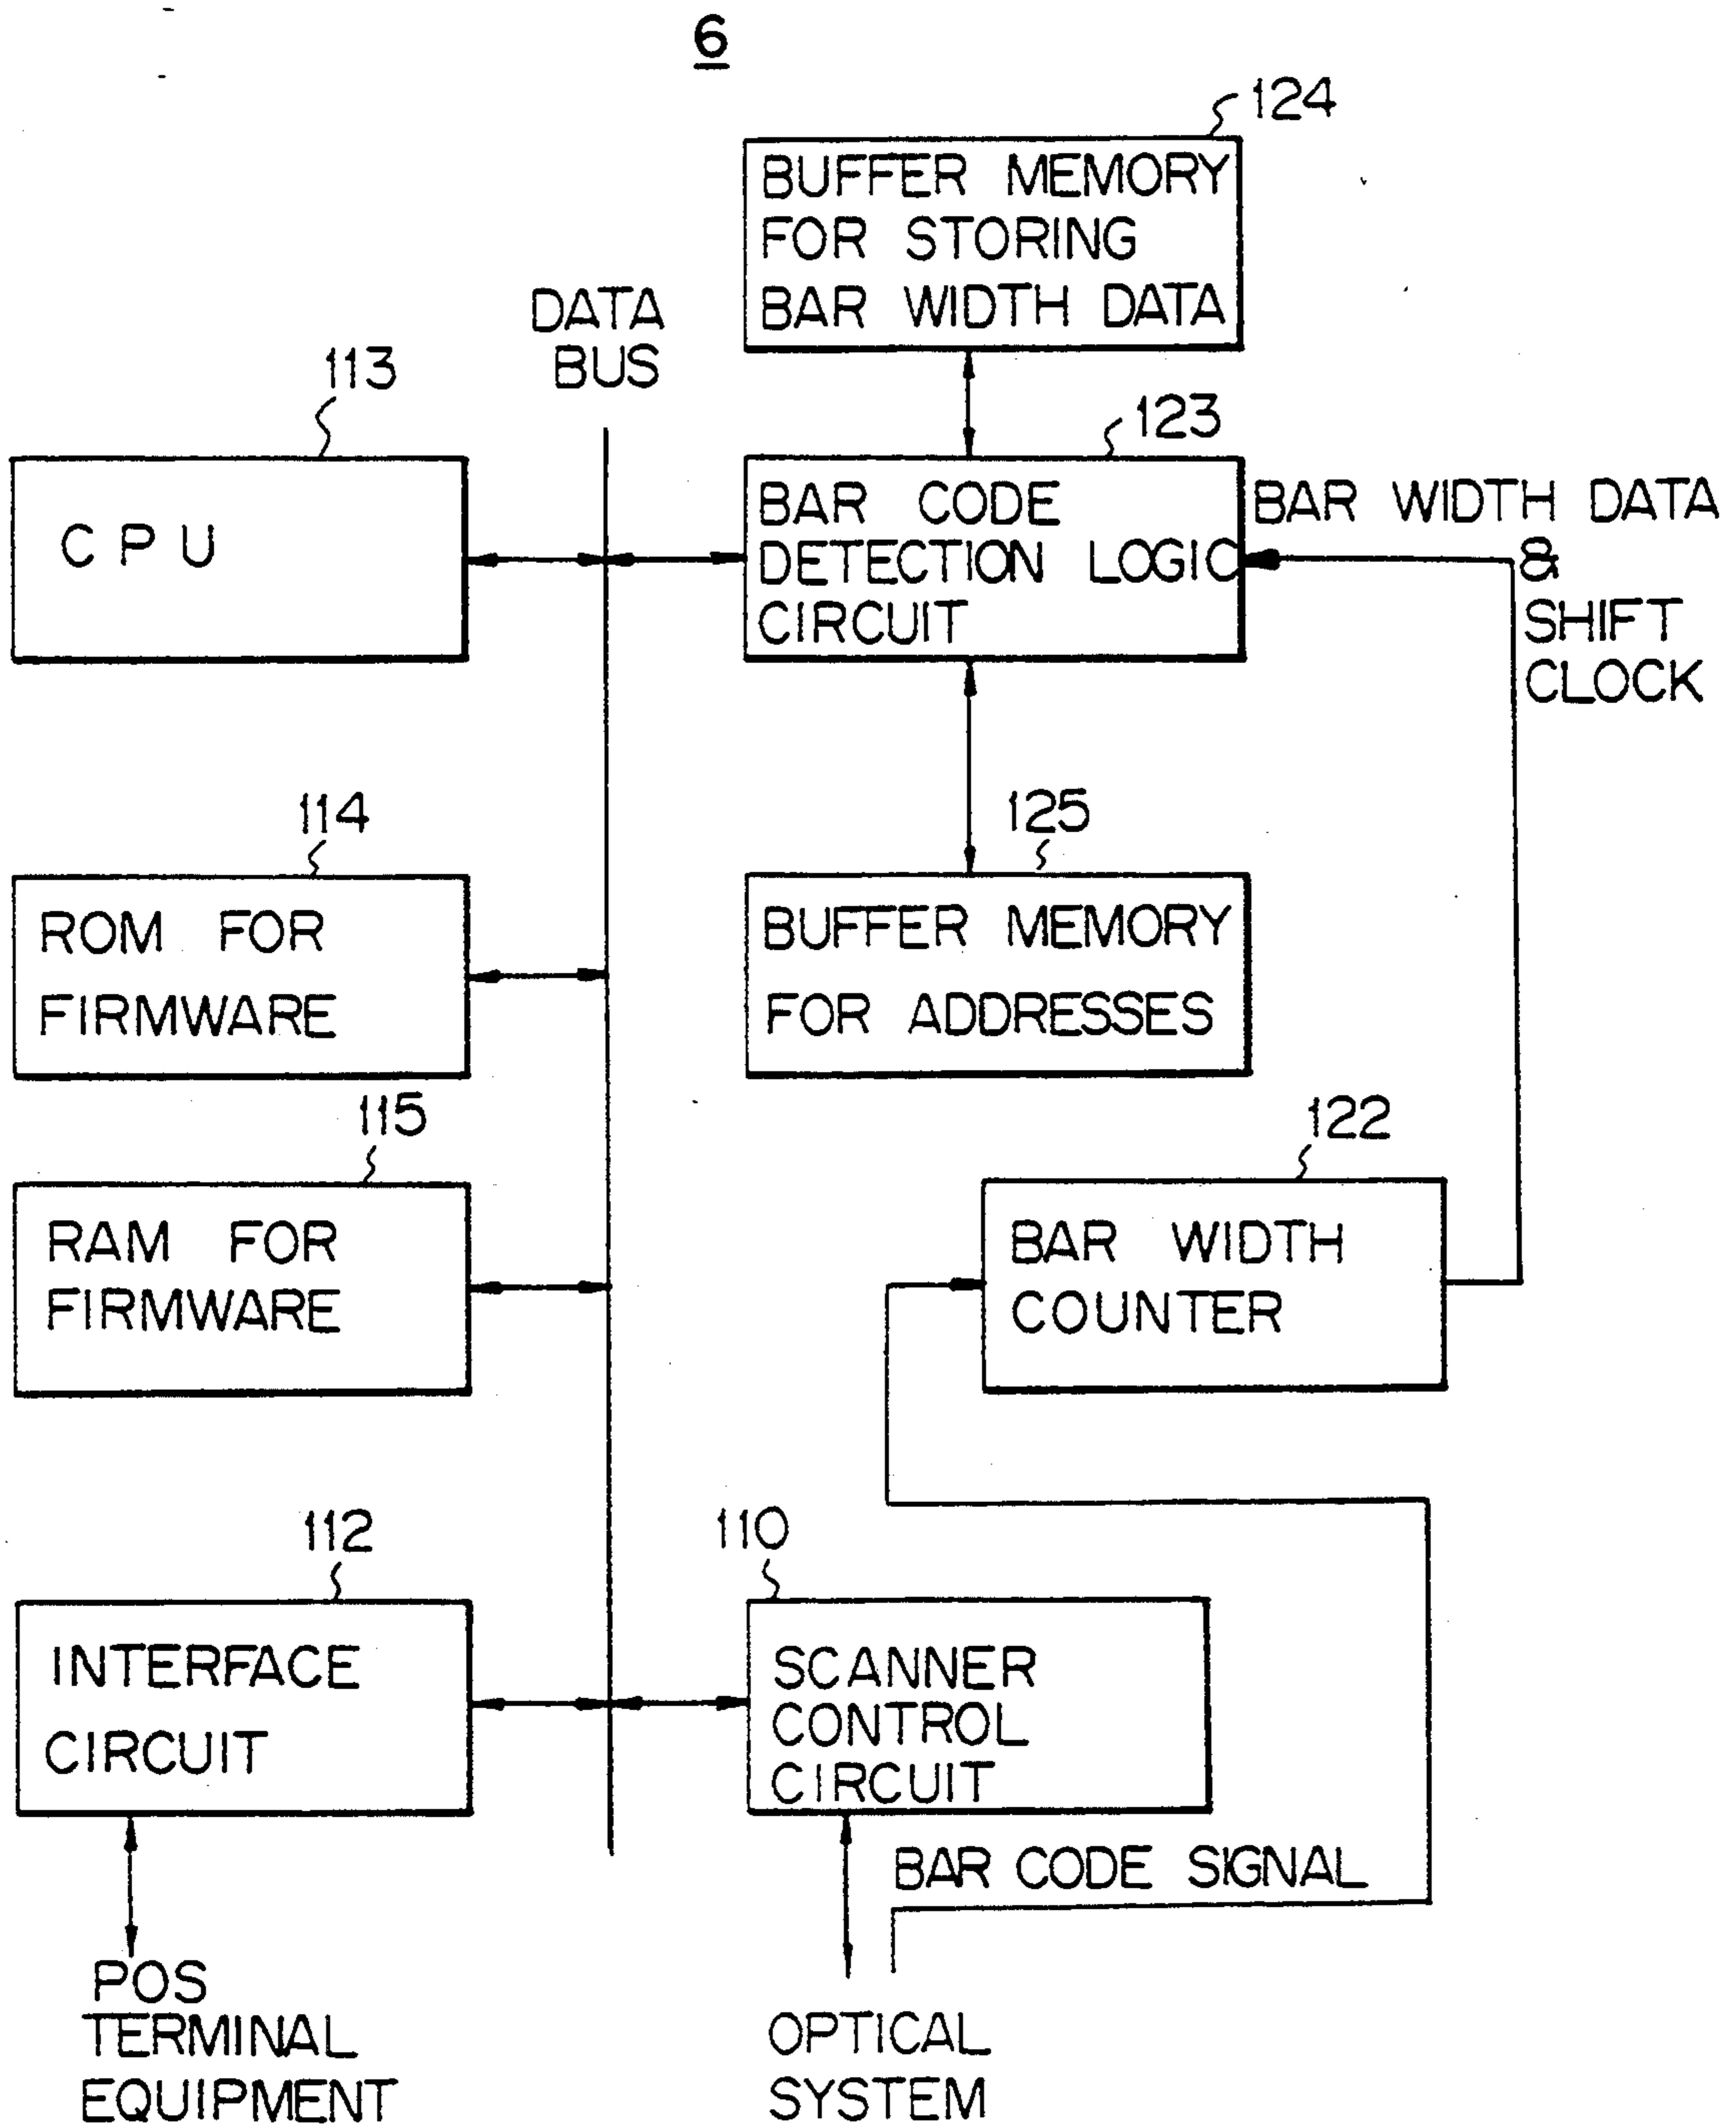 6
124
BUFFER MEMORY
FOR STORING
BAR WIDTH DATA
DATA
BUS
113
CPU
123
BAR CODE
DETECTION LOGIC
CIRCUIT
BAR WIDTH DATA
&
SHIFT
CLOCK
114
ROM FOR
FIRMWARE
125
BUFFER MEMORY
FOR ADDRESSES
115
RAM FOR
FIRMWARE
122
BAR WIDTH
COUNTER
112
INTERFACE
CIRCUIT
110
SCANNER
CONTROL
CIRCUIT
BAR CODE SIGNAL
POS
TERMINAL
EQUIPMENT
OPTICAL
SYSTEM